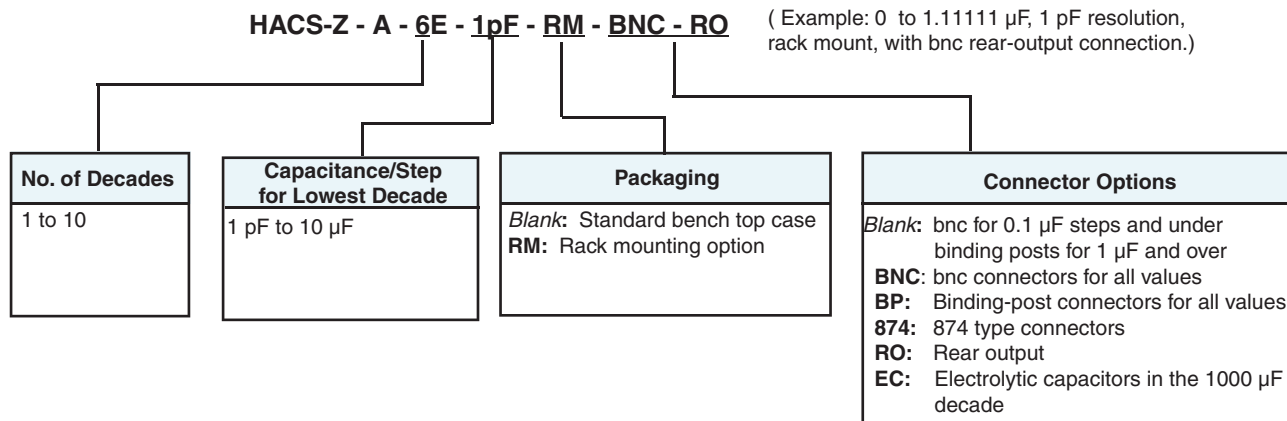 HACS-Z - A - 6E - 1pF - RM - BNC - RO
( Example: 0 to 1.11111 µF, 1 pF resolution,
rack mount, with bnc rear-output connection.)
No. of Decades
1 to 10
Capacitance/Step
for Lowest Decade
1 pF to 10 µF
Packaging
Blank: Standard bench top case
RM: Rack mounting option
Connector Options
Blank: bnc for 0.1 µF steps and under
binding posts for 1 µF and over
BNC: bnc connectors for all values
BP: Binding-post connectors for all values
874: 874 type connectors
RO: Rear output
EC: Electrolytic capacitors in the 1000 µF
decade